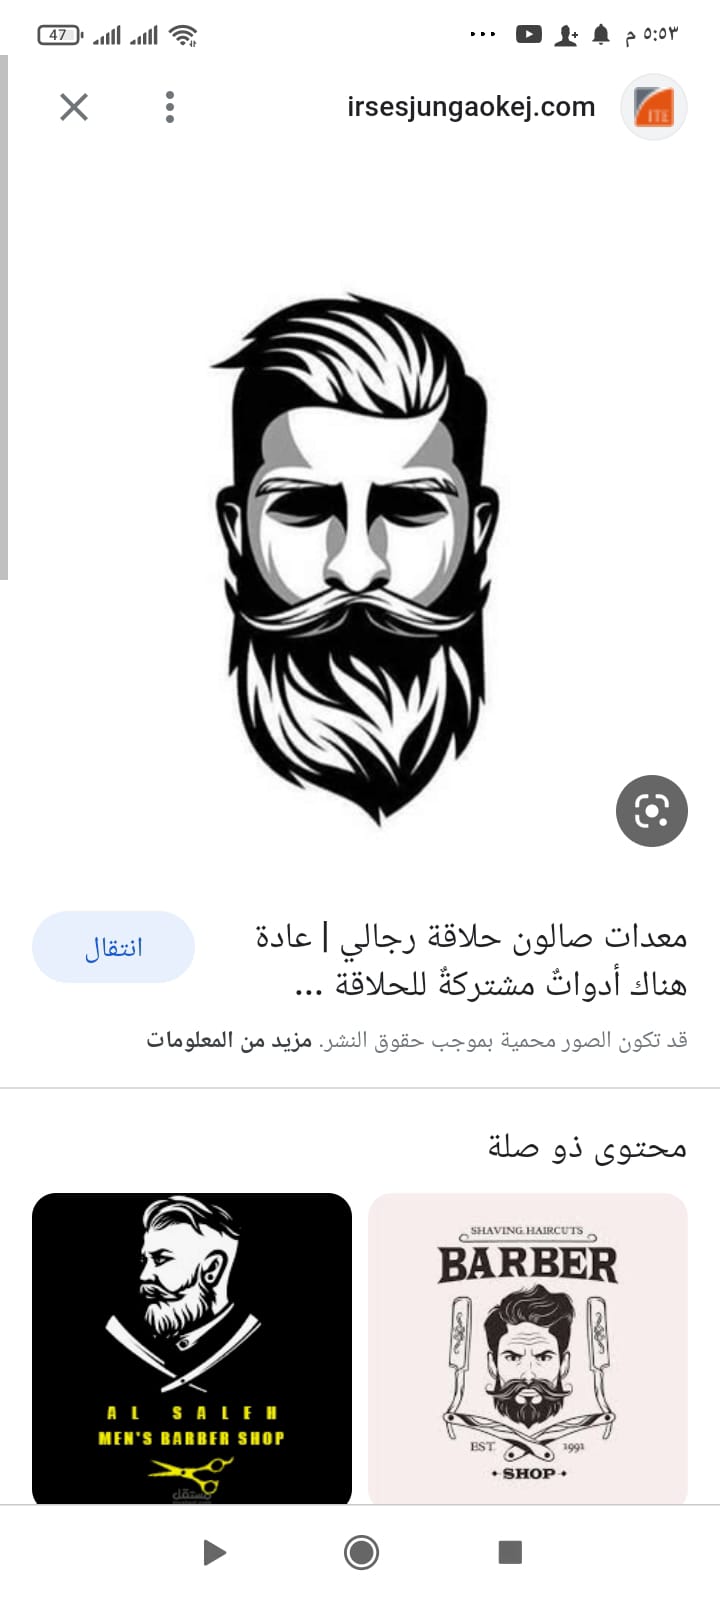 47
٥:٥٣ م
irsesjungaokej.com
ITE
معدات صالون حلاقة رجالي | عادة
هناك أدواتٌ مشتركةٌ للحلاقة ...
انتقال
قد تكون الصور محمية بموجب حقوق النشر. مزيد من المعلومات
محتوى ذو صلة
SHAVING.HAIRCUTS
BARBER
EST. 1991
SHOP
AL SALEH
MEN'S BARBER SHOP
مستقل